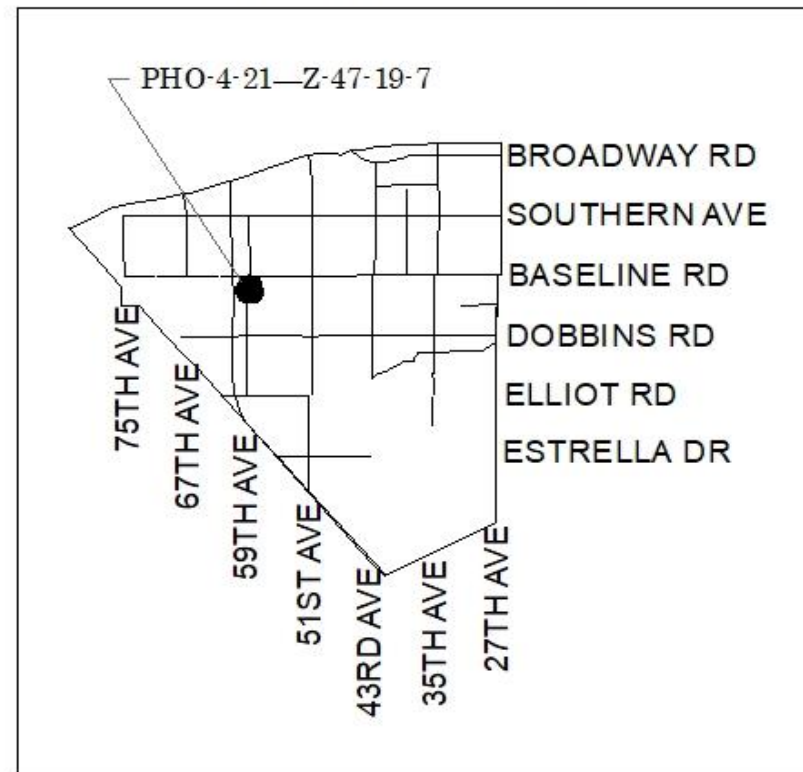 PHO-4-21—Z-47-19-7
BROADWAY RD
SOUTHERN AVE
BASELINE RD
DOBBINS RD
ELLIOT RD
ESTRELLA DR
75TH AVE
67TH AVE
59TH AVE
51ST AVE
43RD AVE
35TH AVE
27TH AVE